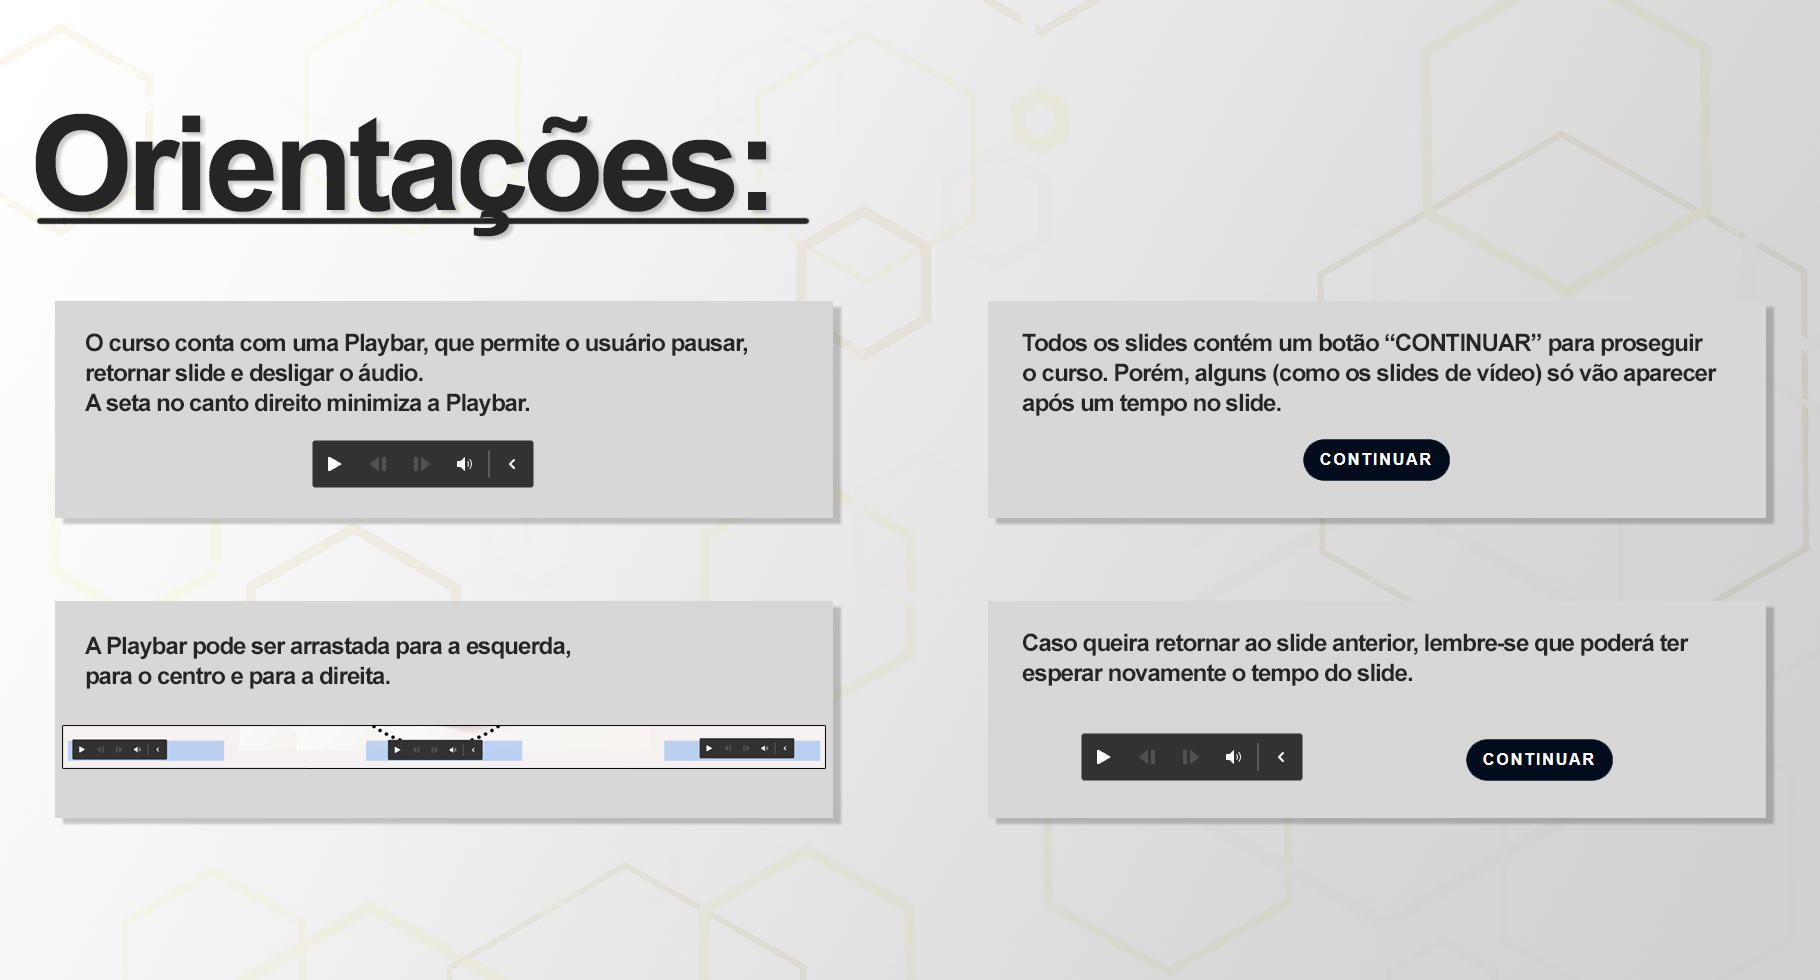 Orientações:
O curso conta com uma Playbar, que permite o usuário pausar,
retornar slide e desligar o áudio.
A seta no canto direito minimiza a Playbar.
Todos os slides contém um botão “CONTINUAR” para proseguir
o curso. Porém, alguns (como os slides de vídeo) só vão aparecer
após um tempo no slide.
CONTINUAR
A Playbar pode ser arrastada para a esquerda,
para o centro e para a direita.
Caso queira retornar ao slide anterior, lembre-se que poderá ter
esperar novamente o tempo do slide.
CONTINUAR